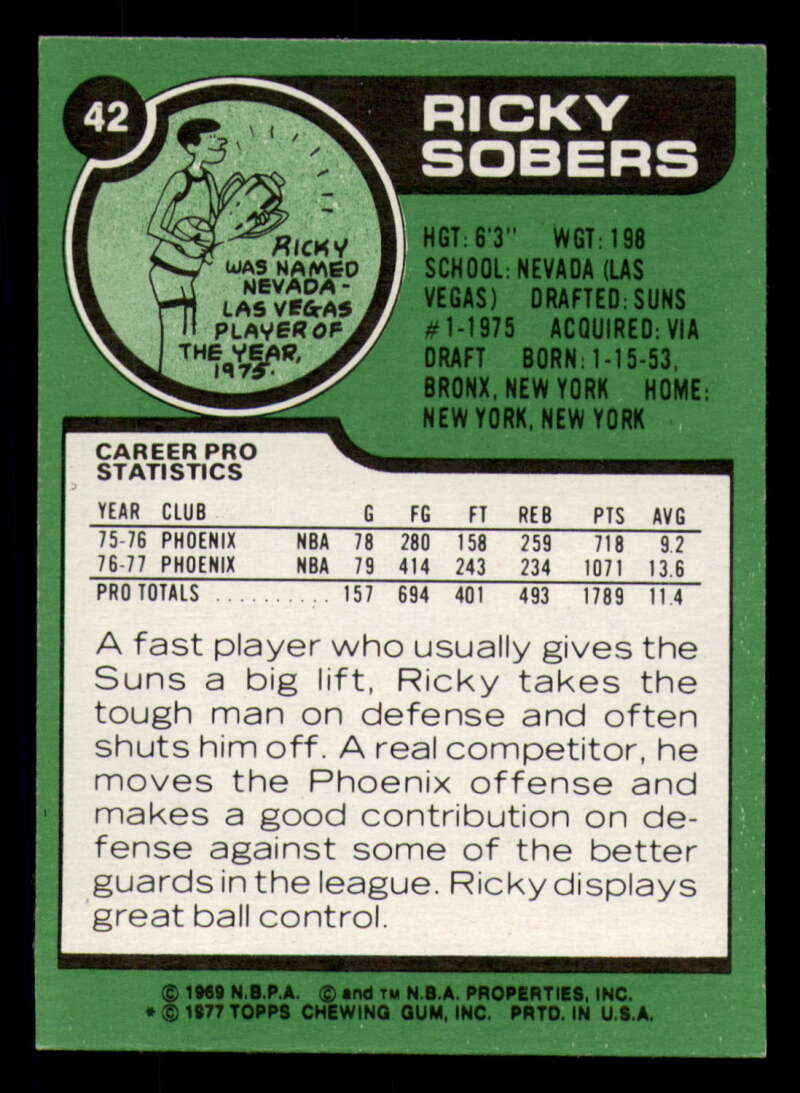 42
RICKY
SOBERS
RICKY
WAS NAMED
NEVADA-
LAS VEGAS
PLAYER OF
THE YEAR,
1975.
HGT: 6'3" WGT: 198
SCHOOL: NEVADA (LAS
VEGAS) DRAFTED: SUNS
#1-1975 ACQUIRED: VIA
DRAFT BORN: 1-15-53,
BRONX, NEW YORK HOME:
NEW YORK, NEW YORK
CAREER PRO
STATISTICS
YEAR CLUB G FG FT REB PTS AVG
75-76 PHOENIX NBA 78 280 158 259 718 9.2
76-77 PHOENIX NBA 79 414 243 234 1071 13.6
PRO TOTALS .......... 157 694 401 493 1789 11.4
A fast player who usually gives the
Suns a big lift, Ricky takes the
tough man on defense and often
shuts him off. A real competitor, he
moves the Phoenix offense and
makes a good contribution on de-
fense against some of the better
guards in the league. Ricky displays
great ball control.
© 1969 N.B.P.A. © and TM N.B.A. PROPERTIES, INC.
* © 1977 TOPPS CHEWING GUM, INC. PRTD. IN U.S.A.